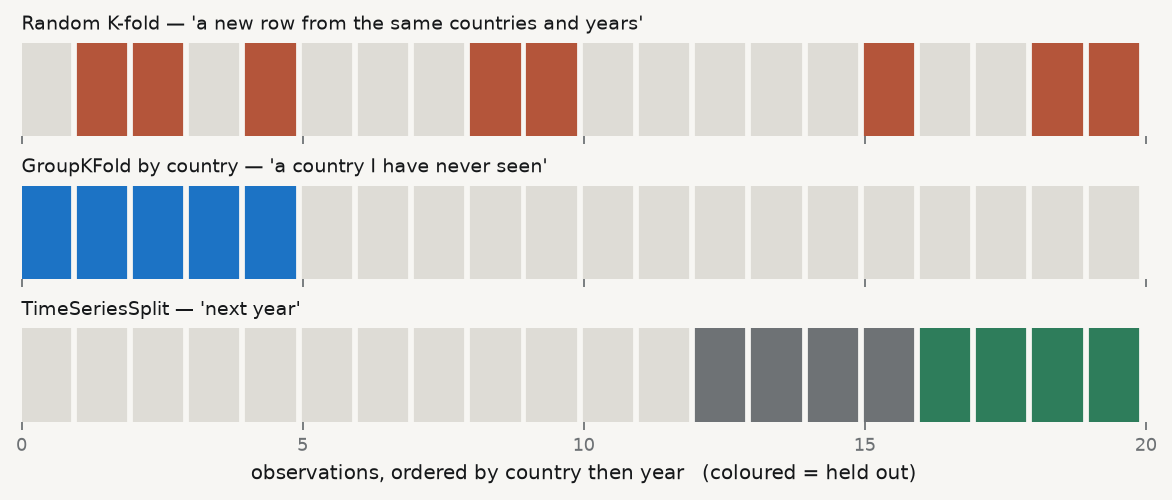 Random K-fold — 'a new row from the same countries and years'
GroupKFold by country — 'a country I have never seen'
TimeSeriesSplit — 'next year'
0 5 10 15 20
observations, ordered by country then year (coloured = held out)